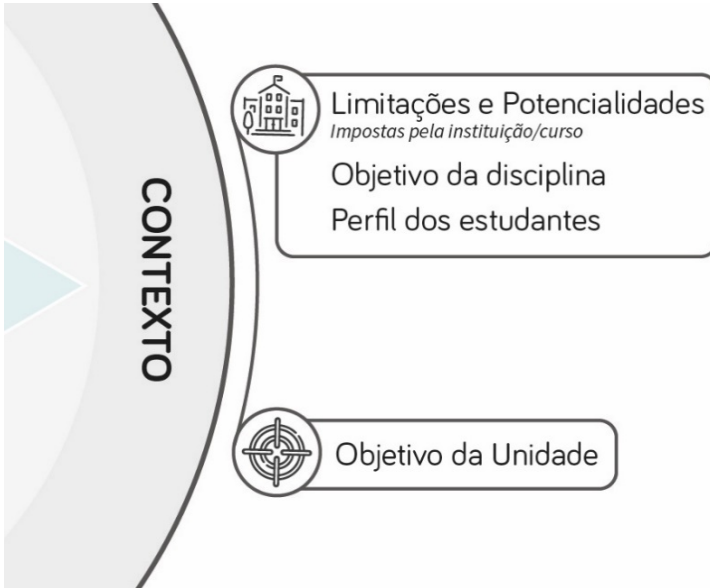 CONTEXTO
Limitações e Potencialidades
Impostas pela instituição/curso
Objetivo da disciplina
Perfil dos estudantes
Objetivo da Unidade